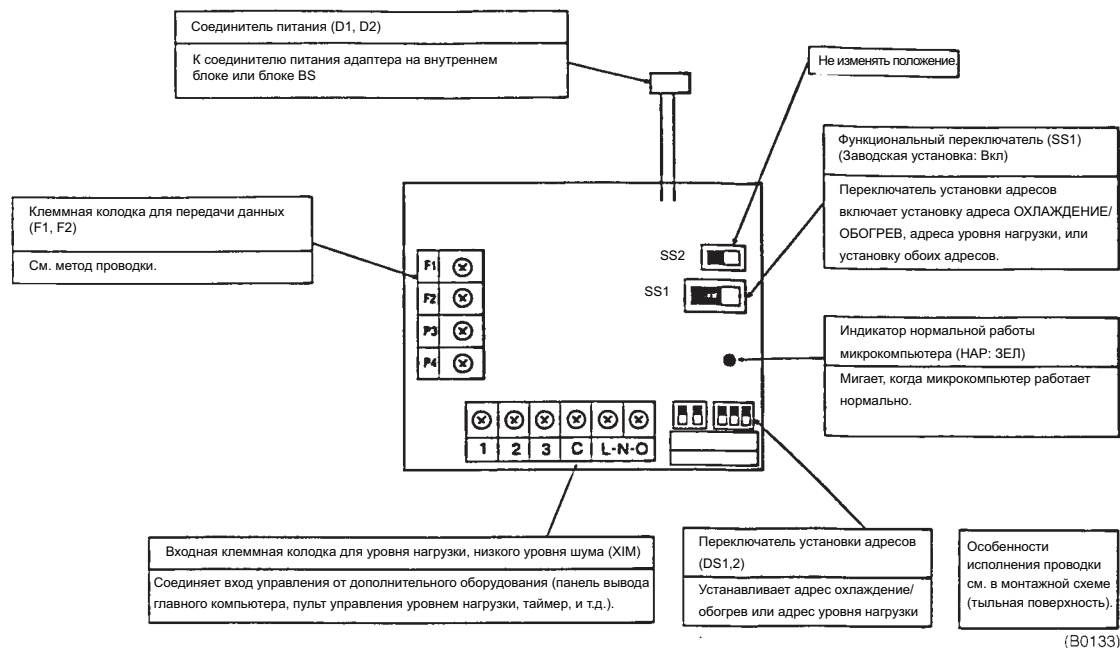 Соединитель питания (D1, D2)
К соединителю питания адаптера на внутреннем
блоке или блоке BS
Не изменять положение.
Функциональный переключатель (SS1)
(Заводская установка: Вкл)
Переключатель установки адресов
включает установку адреса ОХЛАЖДЕНИЕ/
ОБОГРЕВ, адреса уровня нагрузки, или
установку обоих адресов.
Клеммная колодка для передачи данных
(F1, F2)
См. метод проводки.
F1
F2
P3
P4
SS2
SS1
Индикатор нормальной работы
микрокомпьютера (HAP: ЗЕЛ)
Мигает, когда микрокомпьютер работает
нормально.
1 2 3 C L-N-O
Входная клеммная колодка для уровня нагрузки, низкого уровня шума (XIM)
Соединяет вход управления от дополнительного оборудования (панель вывода
главного компьютера, пульт управления уровнем нагрузки, таймер, и т.д.).
Переключатель установки адресов
(DS1,2)
Устанавливает адрес охлаждение/
обогрев или адрес уровня нагрузки
.
Особенности
исполнения проводки
см. в монтажной схеме
(тыльная поверхность).
(B0133)